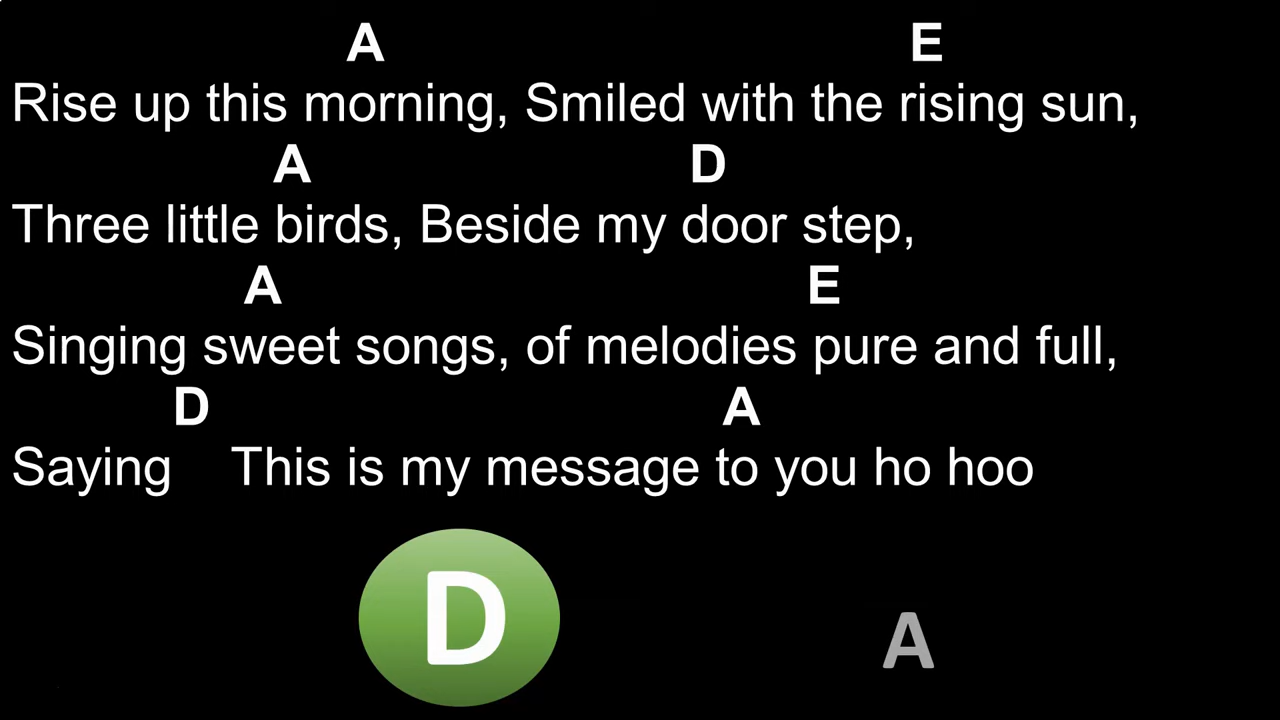 A E
Rise up this morning, Smiled with the rising sun,
A D
Three little birds, Beside my door step,
A E
Singing sweet songs, of melodies pure and full,
D A
Saying This is my message to you ho hoo
D A